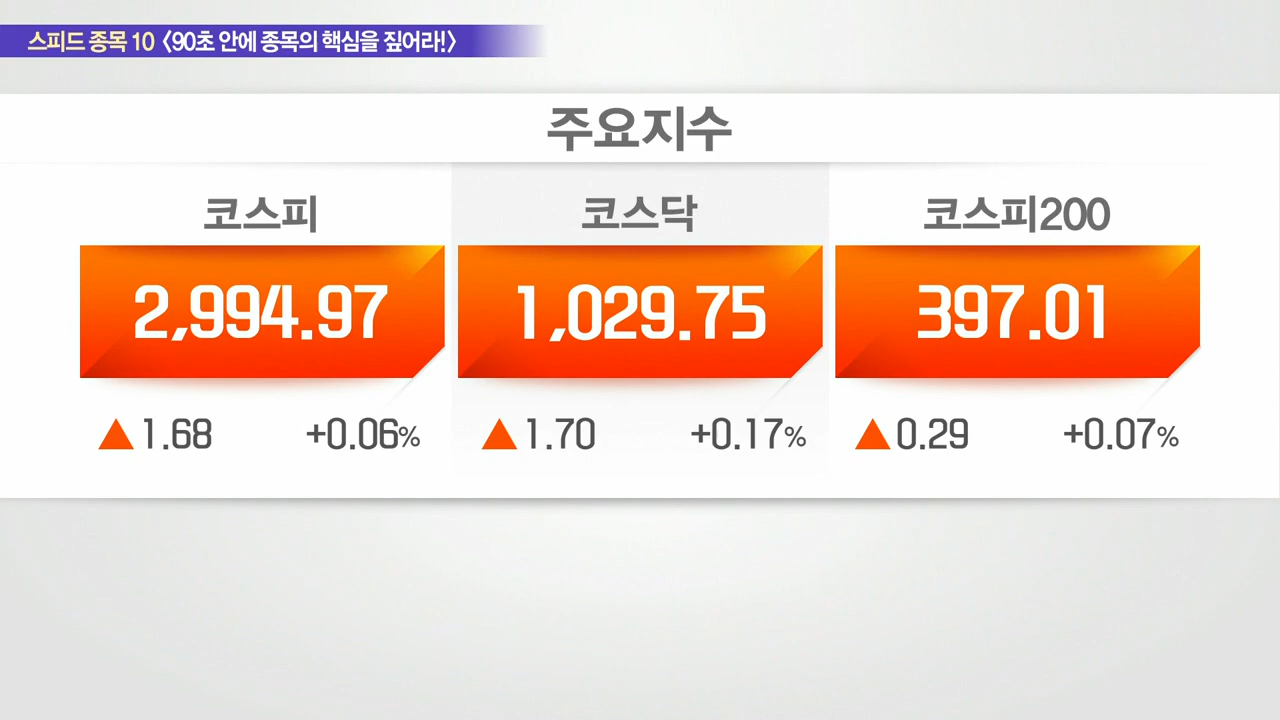 스피드 종목 10 <90초 안에 종목의 핵심을 짚어라!>
주요지수
코스피 코스닥 코스피200
2,994.97 1,029.75 397.01
▲1.68 +0.06% ▲1.70 +0.17% ▲0.29 +0.07%